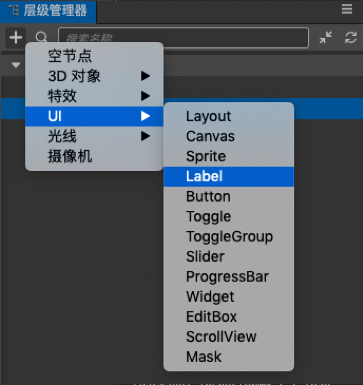 层级管理器
搜索名称
空节点
3D 对象
特效
UI
光线
摄像机
Layout
Canvas
Sprite
Label
Button
Toggle
ToggleGroup
Slider
ProgressBar
Widget
EditBox
ScrollView
Mask